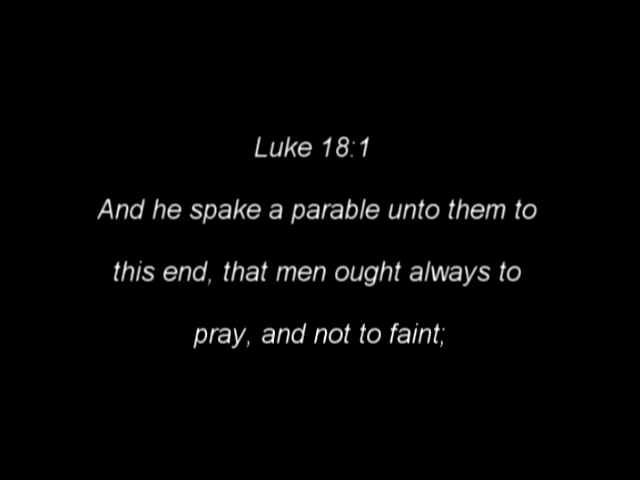 Luke 18:1
And he spake a parable unto them to
this end, that men ought always to
pray, and not to faint;